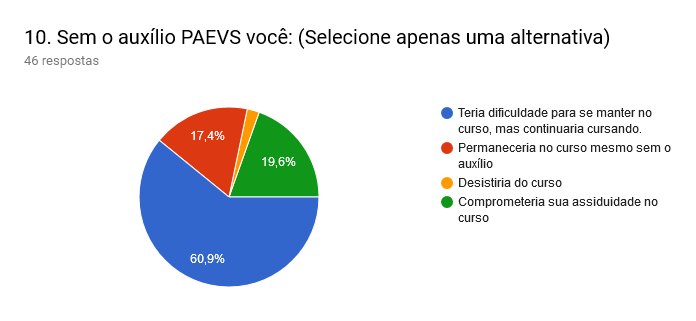 10. Sem o auxílio PAEVS você: (Selecione apenas uma alternativa)
46 respostas
17,4%
19,6%
60,9%
Teria dificuldade para se manter no
curso, mas continuaria cursando.
Permaneceria no curso mesmo sem o
auxílio
Desistiria do curso
Comprometeria sua assiduidade no
curso